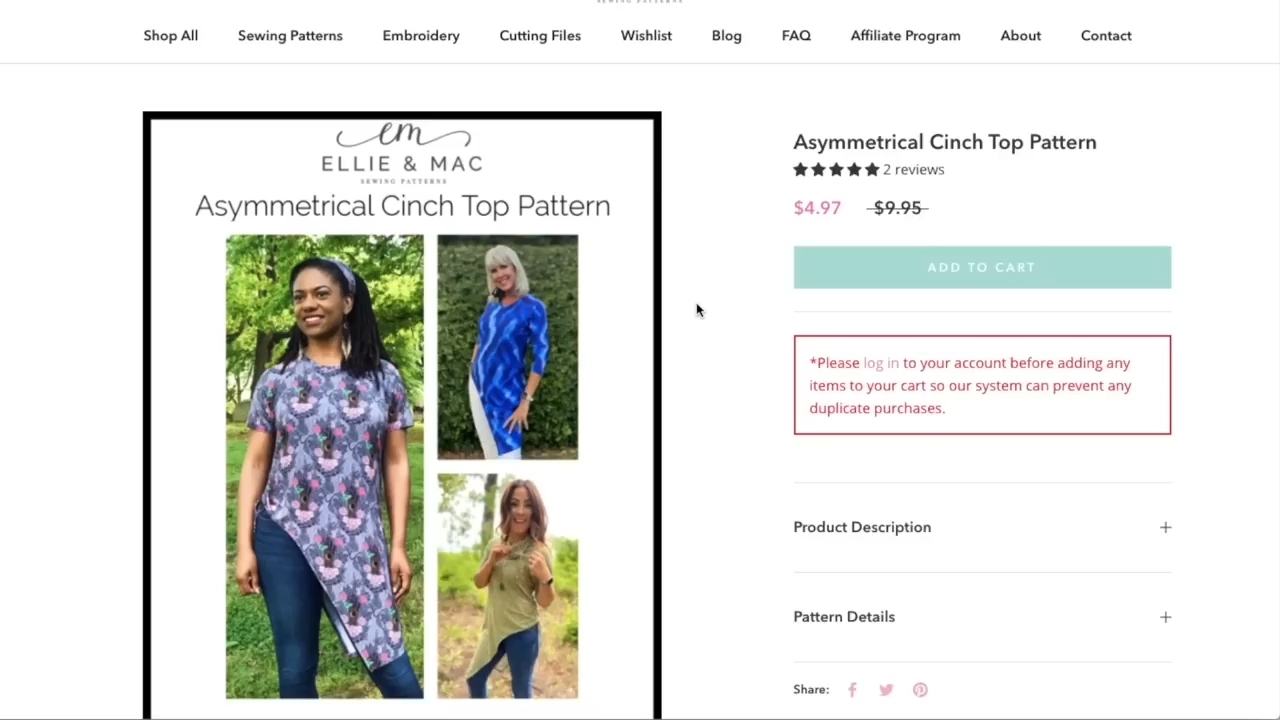 SEWING PATTERNS
Shop All Sewing Patterns Embroidery Cutting Files Wishlist Blog FAQ Affiliate Program About Contact
em
ELLIE & MAC
SEWING PATTERNS
Asymmetrical Cinch Top Pattern
Asymmetrical Cinch Top Pattern
2 reviews
$4.97 $9.95
ADD TO CART
*Please log in to your account before adding any
items to your cart so our system can prevent any
duplicate purchases.
Product Description +
Pattern Details +
Share: